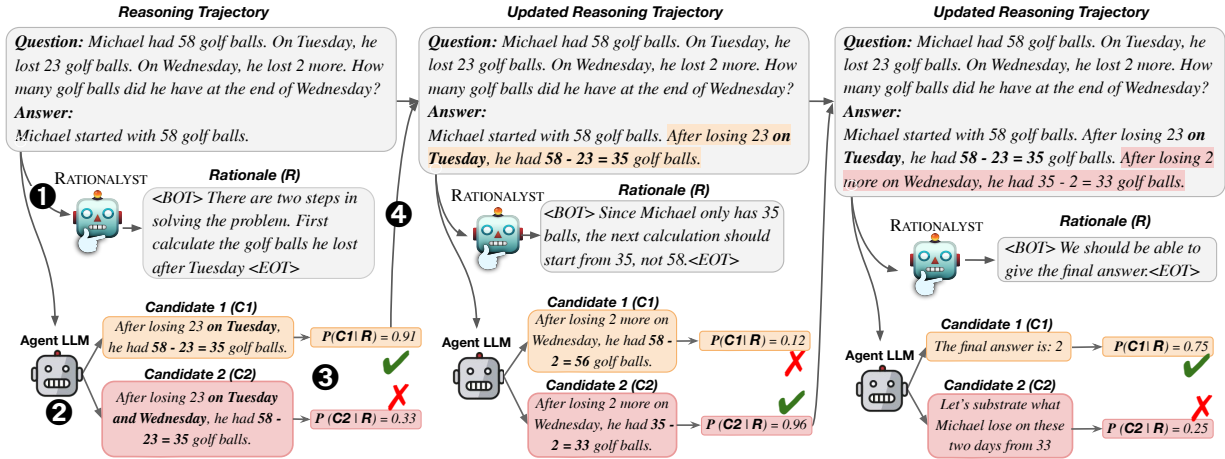 Reasoning Trajectory
Question: Michael had 58 golf balls. On Tuesday, he
lost 23 golf balls. On Wednesday, he lost 2 more. How
many golf balls did he have at the end of Wednesday?
Answer:
Michael started with 58 golf balls.
1
RATIONALYST
Rationale (R)
<BOT> There are two steps in
solving the problem. First
calculate the golf balls he lost
after Tuesday <EOT>
4
Candidate 1 (C1)
Agent LLM
After losing 23 on Tuesday,
he had 58 - 23 = 35 golf balls.
P(C1| R) = 0.91
✓
2
3
Candidate 2 (C2)
After losing 23 on Tuesday
and Wednesday, he had 58 -
23 = 35 golf balls.
✗
P (C2 | R) = 0.33
Updated Reasoning Trajectory
Question: Michael had 58 golf balls. On Tuesday, he
lost 23 golf balls. On Wednesday, he lost 2 more. How
many golf balls did he have at the end of Wednesday?
Answer:
Michael started with 58 golf balls. After losing 23 on
Tuesday, he had 58 - 23 = 35 golf balls.
RATIONALYST
Rationale (R)
<BOT> Since Michael only has 35
balls, the next calculation should
start from 35, not 58.<EOT>
Candidate 1 (C1)
Agent LLM
After losing 2 more on
Wednesday, he had 58 -
2 = 56 golf balls.
P(C1| R) = 0.12
✗
Candidate 2 (C2)
After losing 2 more on
Wednesday, he had 35 -
2 = 33 golf balls.
✓
P (C2 | R) = 0.96
Updated Reasoning Trajectory
Question: Michael had 58 golf balls. On Tuesday, he
lost 23 golf balls. On Wednesday, he lost 2 more. How
many golf balls did he have at the end of Wednesday?
Answer:
Michael started with 58 golf balls. After losing 23 on
Tuesday, he had 58 - 23 = 35 golf balls. After losing 2
more on Wednesday, he had 35 - 2 = 33 golf balls.
RATIONALYST
Rationale (R)
<BOT> We should be able to
give the final answer.<EOT>
Candidate 1 (C1)
Agent LLM
The final answer is: 2
P(C1| R) = 0.75
✓
Candidate 2 (C2)
Let's substrate what
Michael lose on these
two days from 33
✗
P (C2 | R) = 0.25